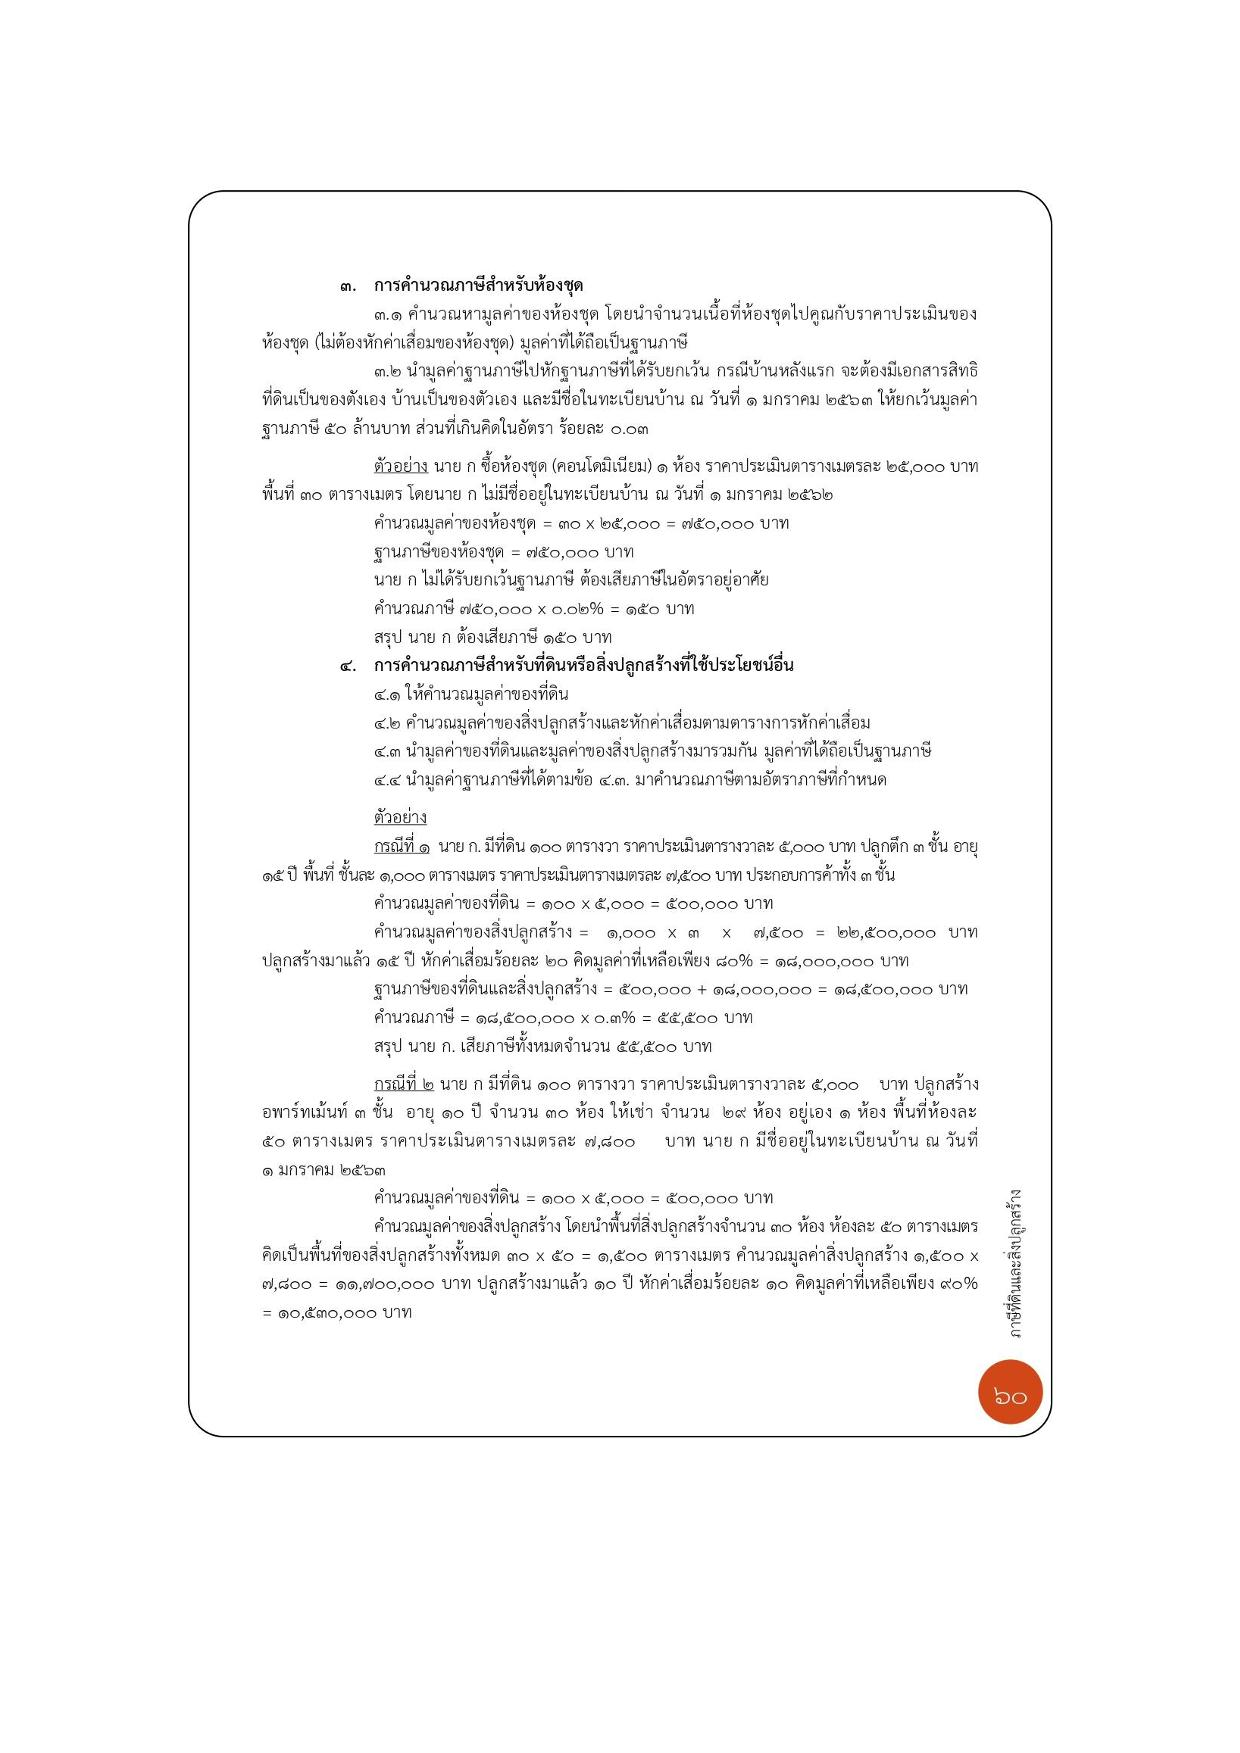 ๓. การคำนวณภาษีสำหรับห้องชุด
๓.๑ คำนวณหามูลค่าของห้องชุด โดยนำจำนวนเนื้อที่ห้องชุดไปคูณกับราคาประเมินของ
ห้องชุด (ไม่ต้องหักค่าเสื่อมของห้องชุด) มูลค่าที่ได้ถือเป็นฐานภาษี
๓.๒ นำมูลค่าฐานภาษีไปหักฐานภาษีที่ได้รับยกเว้น กรณีบ้านหลังแรก จะต้องมีเอกสารสิทธิ
ที่ดินเป็นของตังเอง บ้านเป็นของตัวเอง และมีชื่อในทะเบียนบ้าน ณ วันที่ ๑ มกราคม ๒๕๖๓ ให้ยกเว้นมูลค่า
ฐานภาษี ๕๐ ล้านบาท ส่วนที่เกินคิดในอัตรา ร้อยละ ๐.๐๓
ตัวอย่าง นาย ก ซื้อห้องชุด (คอนโดมิเนียม) ๑ ห้อง ราคาประเมินตารางเมตรละ ๒๕,๐๐๐ บาท
พื้นที่ ๓๐ ตารางเมตร โดยนาย ก ไม่มีชื่ออยู่ในทะเบียนบ้าน ณ วันที่ ๑ มกราคม ๒๕๖๒
คำนวณมูลค่าของห้องชุด = ๓๐ x ๒๕,๐๐๐ = ๗๕๐,๐๐๐ บาท
ฐานภาษีของห้องชุด = ๗๕๐,๐๐๐ บาท
นาย ก ไม่ได้รับยกเว้นฐานภาษี ต้องเสียภาษีในอัตราอยู่อาศัย
คำนวณภาษี ๗๕๐,๐๐๐ x ๐.๐๒% = ๑๕๐ บาท
สรุป นาย ก ต้องเสียภาษี ๑๕๐ บาท
๔. การคำนวณภาษีสำหรับที่ดินหรือสิ่งปลูกสร้างที่ใช้ประโยชน์อื่น
๔.๑ ให้คำนวณมูลค่าของที่ดิน
๔.๒ คำนวณมูลค่าของสิ่งปลูกสร้างและหักค่าเสื่อมตามตารางการหักค่าเสื่อม
๔.๓ นำมูลค่าของที่ดินและมูลค่าของสิ่งปลูกสร้างมารวมกัน มูลค่าที่ได้ถือเป็นฐานภาษี
๔.๔ นำมูลค่าฐานภาษีที่ได้ตามข้อ ๔.๓. มาคำนวณภาษีตามอัตราภาษีที่กำหนด
ตัวอย่าง
กรณีที่ ๑ นาย ก. มีที่ดิน ๑๐๐ ตารางวา ราคาประเมินตารางวาละ ๕,๐๐๐ บาท ปลูกตึก ๓ ชั้น อายุ
๑๕ ปี พื้นที่ ชั้นละ ๑,๐๐๐ ตารางเมตร ราคาประเมินตารางเมตรละ ๗,๕๐๐ บาท ประกอบการค้าทั้ง ๓ ชั้น
คำนวณมูลค่าของที่ดิน = ๑๐๐ x ๕,๐๐๐ = ๕๐๐,๐๐๐ บาท
คำนวณมูลค่าของสิ่งปลูกสร้าง = ๑,๐๐๐ x ๓ x ๗,๕๐๐ = ๒๒,๕๐๐,๐๐๐ บาท
ปลูกสร้างมาแล้ว ๑๕ ปี หักค่าเสื่อมร้อยละ ๒๐ คิดมูลค่าที่เหลือเพียง ๘๐% = ๑๘,๐๐๐,๐๐๐ บาท
ฐานภาษีของที่ดินและสิ่งปลูกสร้าง = ๕๐๐,๐๐๐ + ๑๘,๐๐๐,๐๐๐ = ๑๘,๕๐๐,๐๐๐ บาท
คำนวณภาษี = ๑๘,๕๐๐,๐๐๐ x ๐.๓% = ๕๕,๕๐๐ บาท
สรุป นาย ก. เสียภาษีทั้งหมดจำนวน ๕๕,๕๐๐ บาท
กรณีที่ ๒ นาย ก มีที่ดิน ๑๐๐ ตารางวา ราคาประเมินตารางวาละ ๕,๐๐๐ บาท ปลูกสร้าง
อพาร์ทเม้นท์ ๓ ชั้น อายุ ๑๐ ปี จำนวน ๓๐ ห้อง ให้เช่า จำนวน ๒๙ ห้อง อยู่เอง ๑ ห้อง พื้นที่ห้องละ
๕๐ ตารางเมตร ราคาประเมินตารางเมตรละ ๗,๘๐๐ บาท นาย ก มีชื่ออยู่ในทะเบียนบ้าน ณ วันที่
๑ มกราคม ๒๕๖๓
คำนวณมูลค่าของที่ดิน = ๑๐๐ x ๕,๐๐๐ = ๕๐๐,๐๐๐ บาท
คำนวณมูลค่าของสิ่งปลูกสร้าง โดยนำพื้นที่สิ่งปลูกสร้างจำนวน ๓๐ ห้อง ห้องละ ๕๐ ตารางเมตร
คิดเป็นพื้นที่ของสิ่งปลูกสร้างทั้งหมด ๓๐ x ๕๐ = ๑,๕๐๐ ตารางเมตร คำนวณมูลค่าสิ่งปลูกสร้าง ๑,๕๐๐ x
๗,๘๐๐ = ๑๑,๗๐๐,๐๐๐ บาท ปลูกสร้างมาแล้ว ๑๐ ปี หักค่าเสื่อมร้อยละ ๑๐ คิดมูลค่าที่เหลือเพียง ๙๐%
= ๑๐,๕๓๐,๐๐๐ บาท
ภาษีที่ดินและสิ่งปลูกสร้าง
๖๐